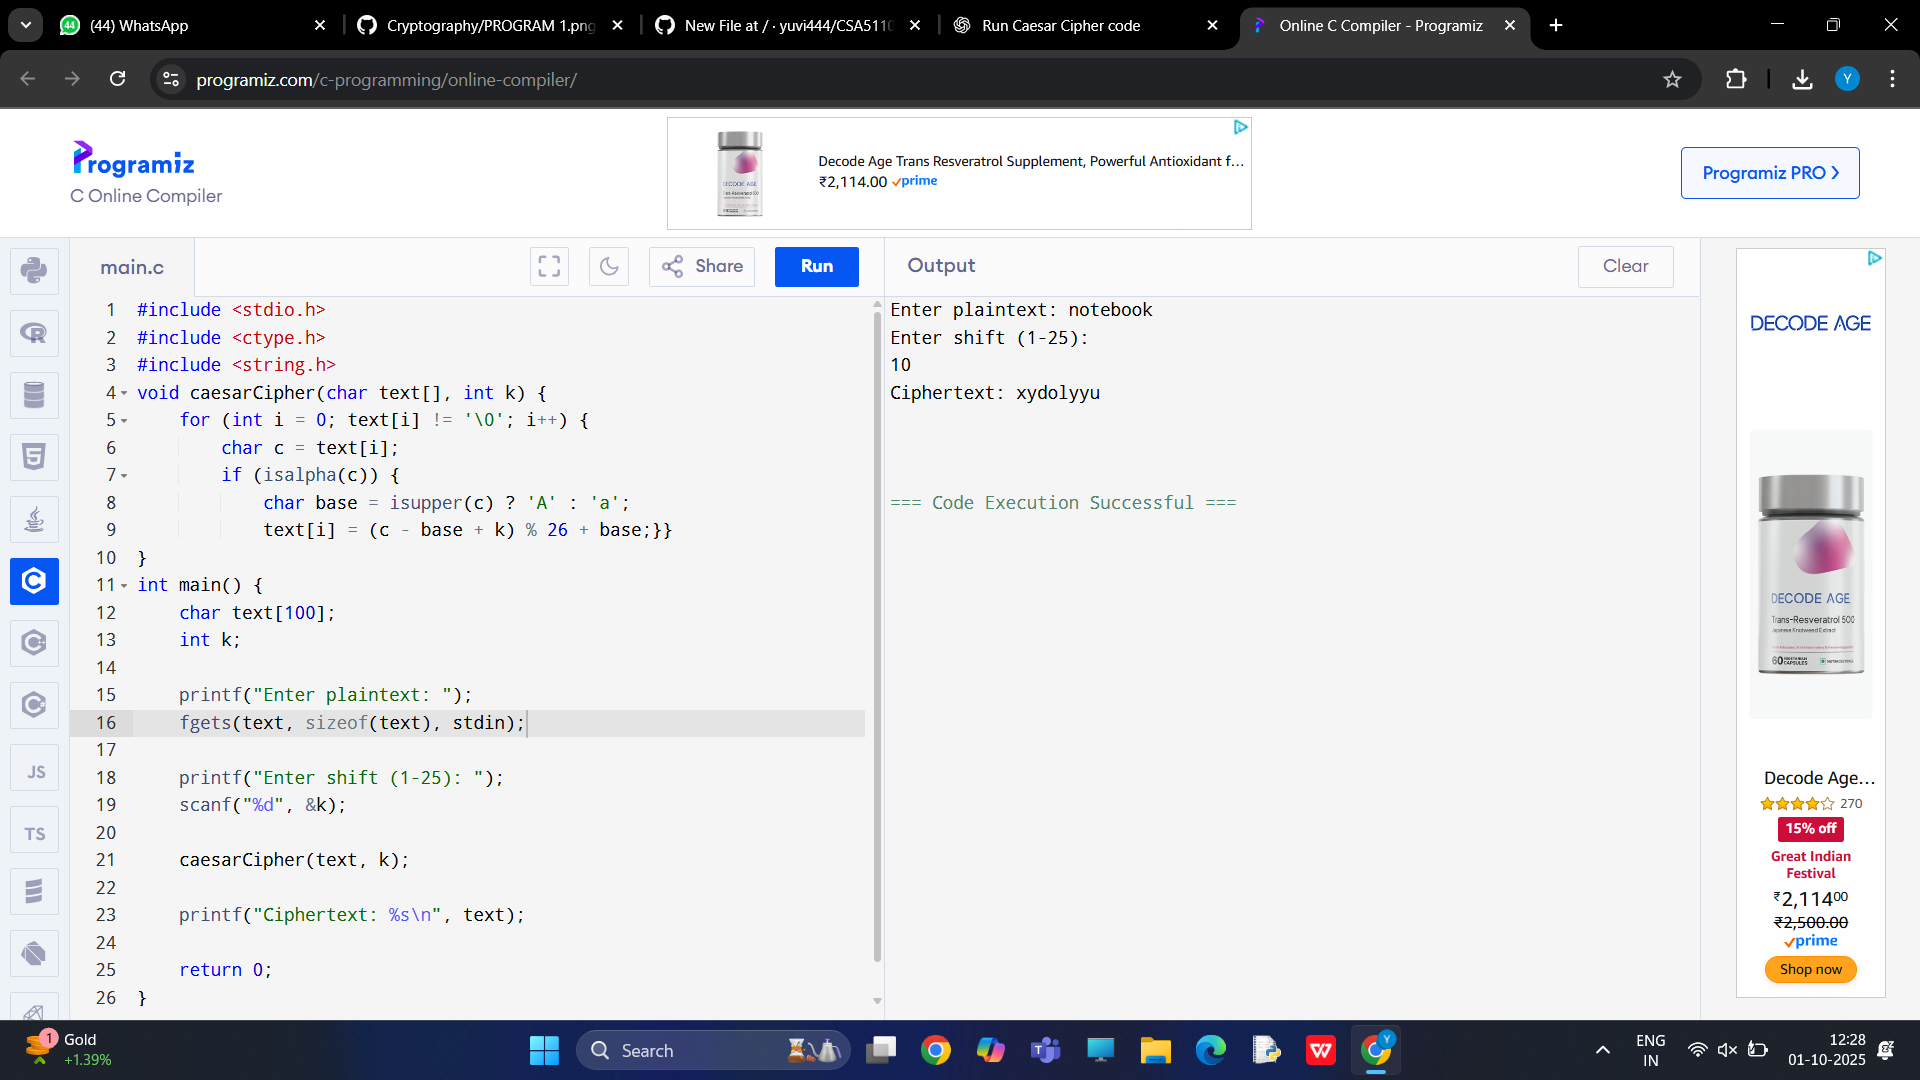 (44) WhatsApp
Cryptography/PROGRAM 1.png
New File at / · yuvi444/CSA5110
Run Caesar Cipher code
Online C Compiler - Programiz
programiz.com/c-programming/online-compiler/
Y
Programiz
C Online Compiler
Decode Age Trans Resveratrol Supplement, Powerful Antioxidant f...
₹2,114.00 prime
Programiz PRO
main.c
Share
Run
Output
Clear
1 #include <stdio.h>
2 #include <ctype.h>
3 #include <string.h>
4 void caesarCipher(char text[], int k) {
5     for (int i = 0; text[i] != '\0'; i++) {
6         char c = text[i];
7         if (isalpha(c)) {
8             char base = isupper(c) ? 'A' : 'a';
9             text[i] = (c - base + k) % 26 + base;}}
10 }
11 int main() {
12     char text[100];
13     int k;
14
15     printf("Enter plaintext: ");
16     fgets(text, sizeof(text), stdin);
17
18     printf("Enter shift (1-25): ");
19     scanf("%d", &k);
20
21     caesarCipher(text, k);
22
23     printf("Ciphertext: %s\n", text);
24
25     return 0;
26 }
Enter plaintext: notebook
Enter shift (1-25):
10
Ciphertext: xydolyyu
=== Code Execution Successful ===
JS
TS
DECODE AGE
DECODE AGE
Trans-Resveratrol 500
Decode Age...
270
15% off
Great Indian
Festival
₹2,114⁰⁰
₹2,500.00
prime
Shop now
1
Gold
+1.39%
Search
ENG
IN
12:28
01-10-2025